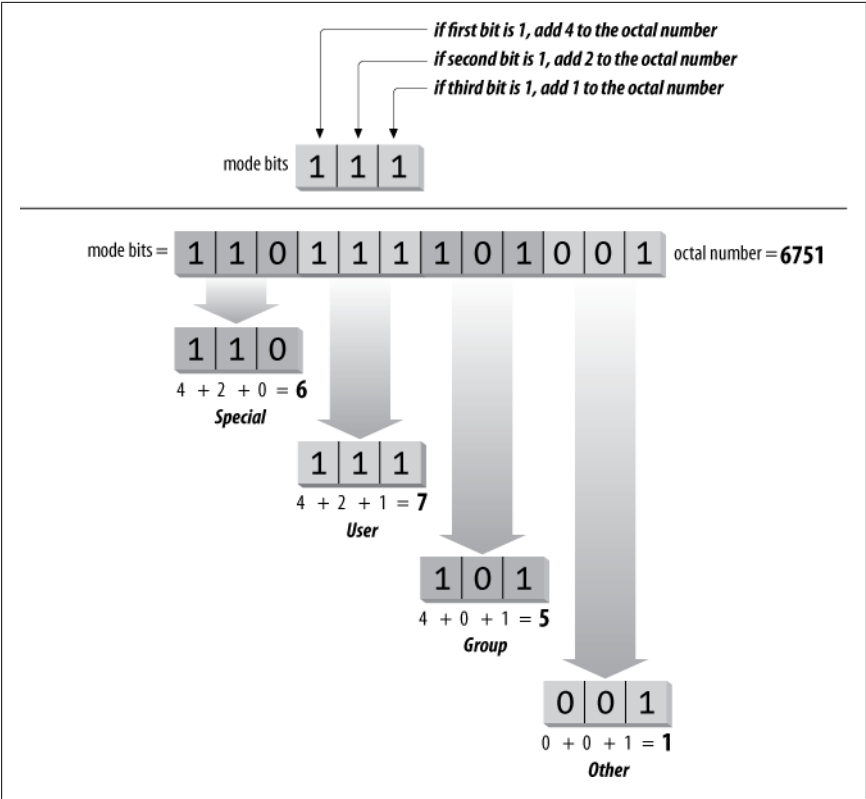 if first bit is 1, add 4 to the octal number
if second bit is 1, add 2 to the octal number
if third bit is 1, add 1 to the octal number
mode bits 1 1 1
mode bits = 1 1 0 1 1 1 1 0 1 0 0 1 octal number = 6751
1 1 0
4 + 2 + 0 = 6
Special
1 1 1
4 + 2 + 1 = 7
User
1 0 1
4 + 0 + 1 = 5
Group
0 0 1
0 + 0 + 1 = 1
Other